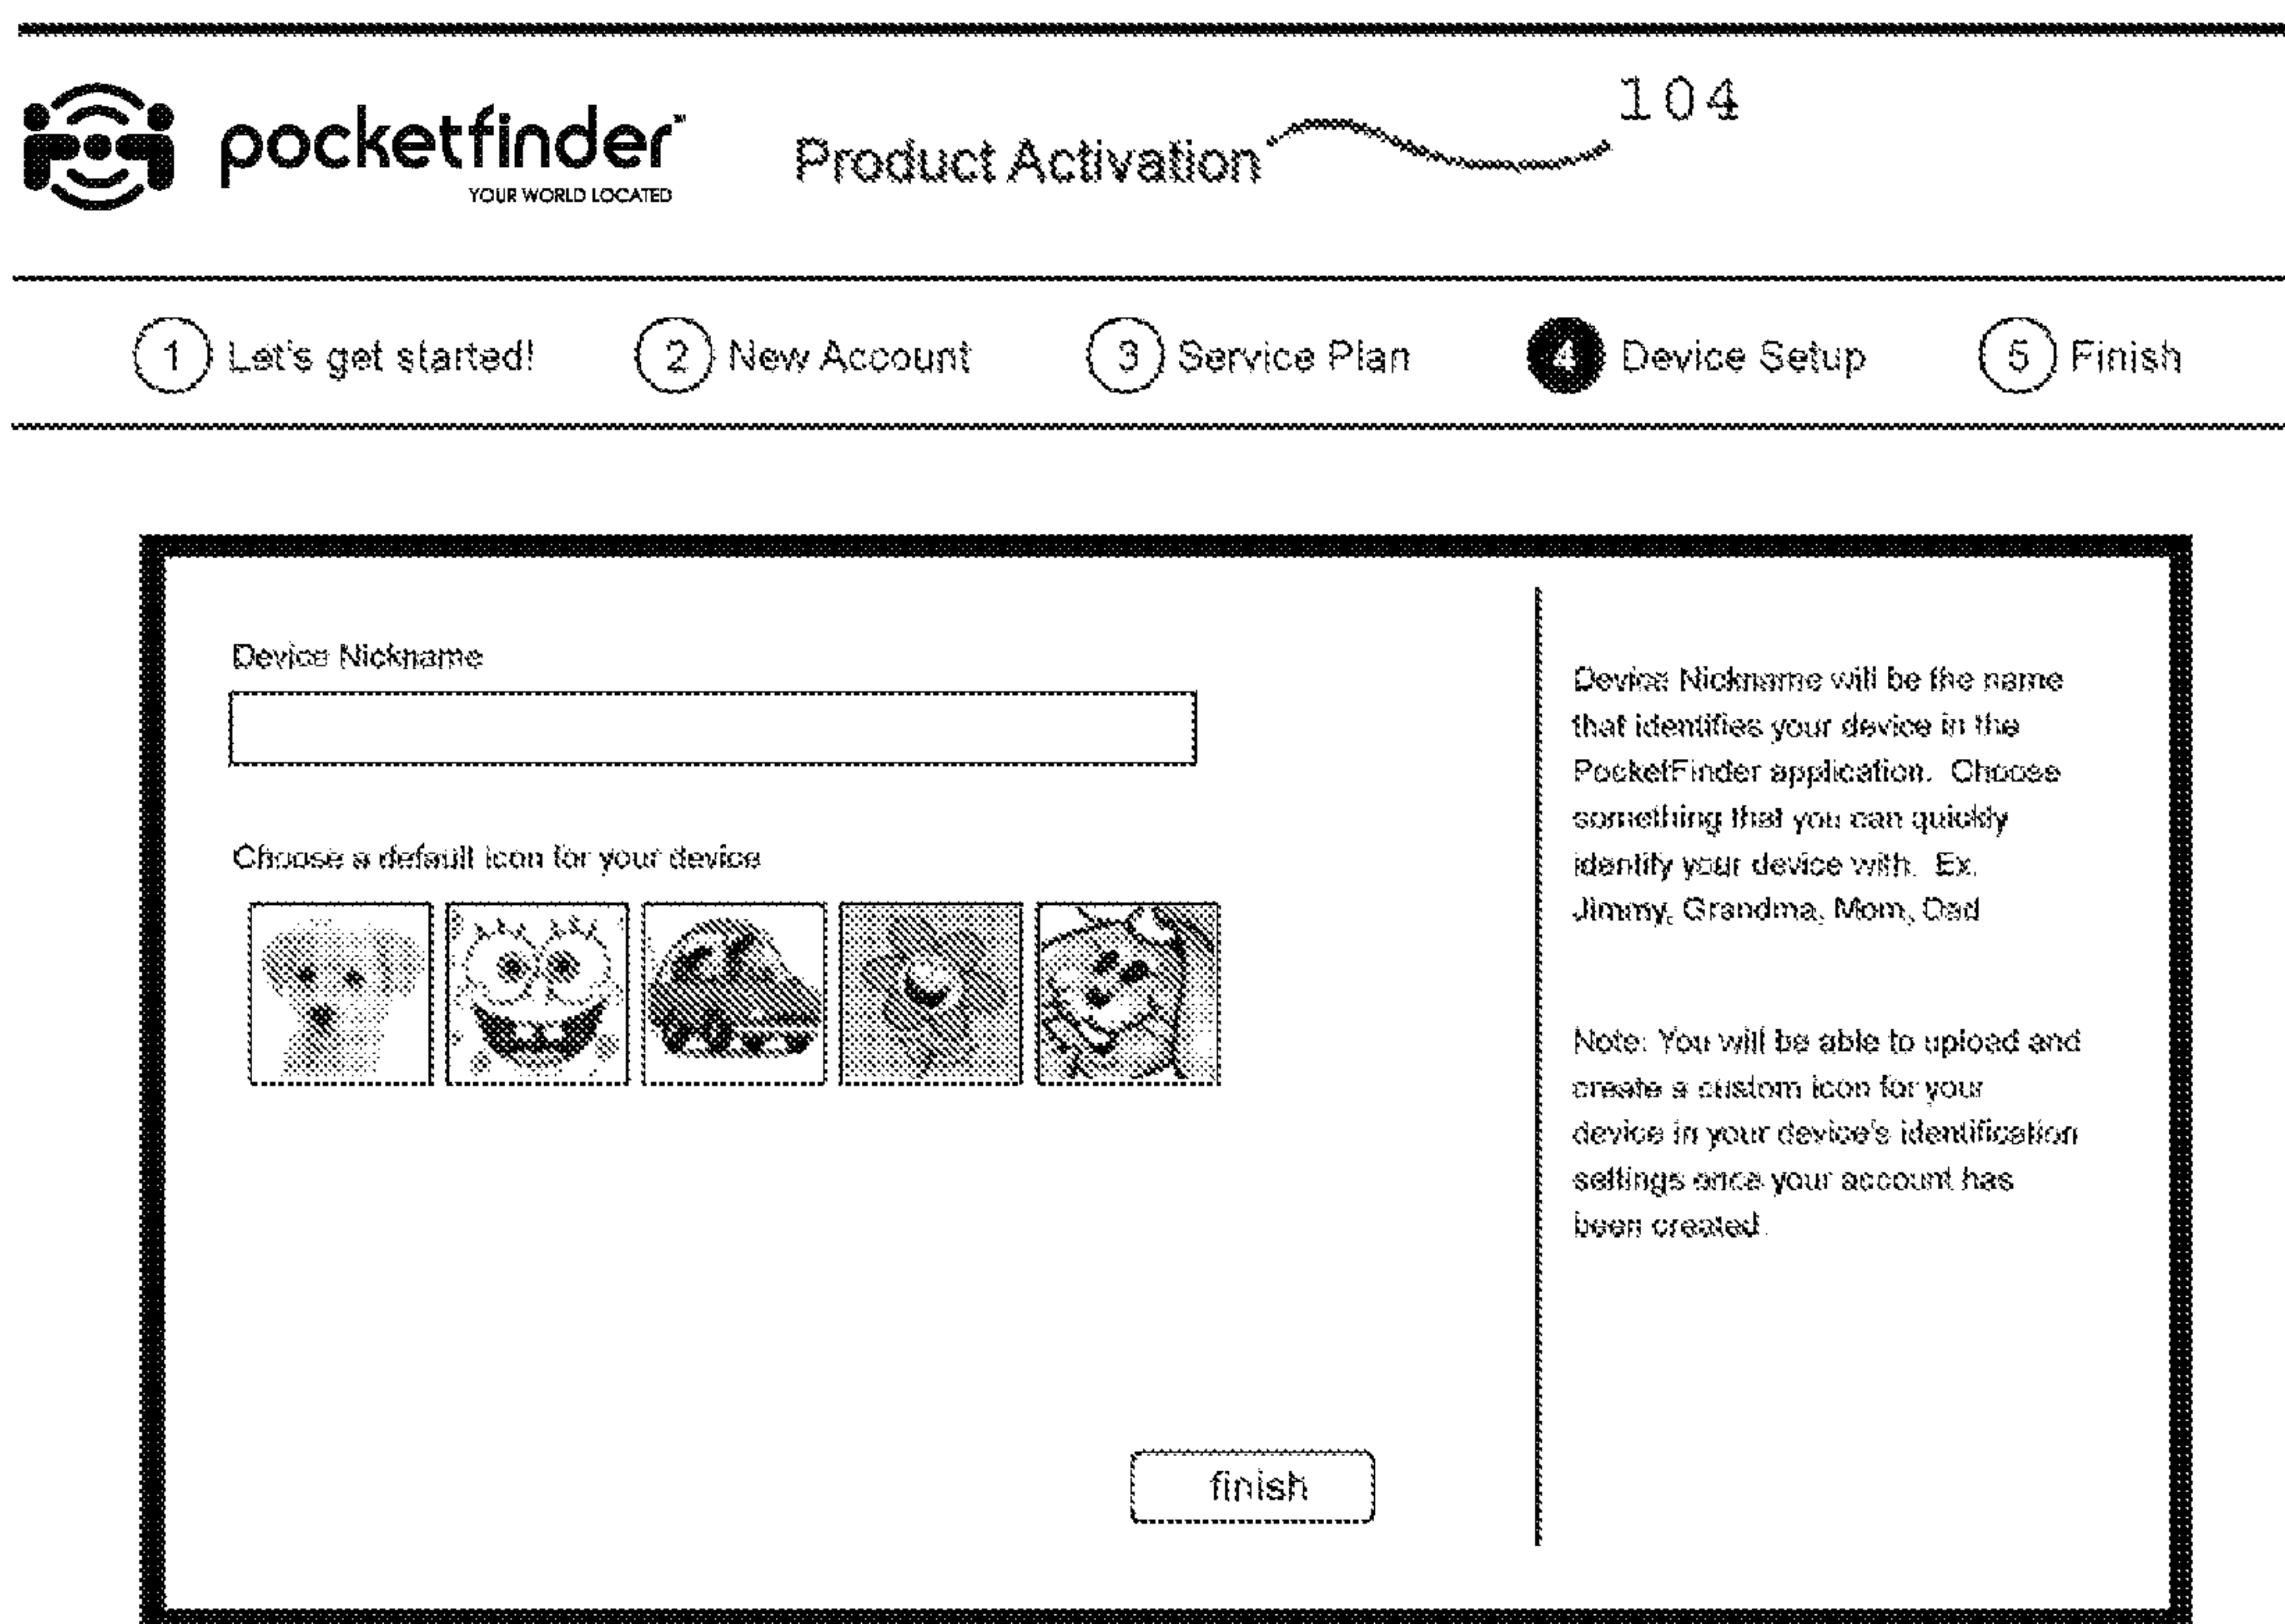 pocketfinder™
YOUR WORLD LOCATED
Product Activation
104
1 Let's get started!
2 New Account
3 Service Plan
4 Device Setup
5 Finish
Device Nickname
Choose a default icon for your device
finish
Device Nickname will be the name
that identifies your device in the
PocketFinder application. Choose
something that you can quickly
identify your device with. Ex.
Jimmy, Grandma, Mom, Dad
Note: You will be able to upload and
create a custom icon for your
device in your device's identification
settings once your account has
been created.